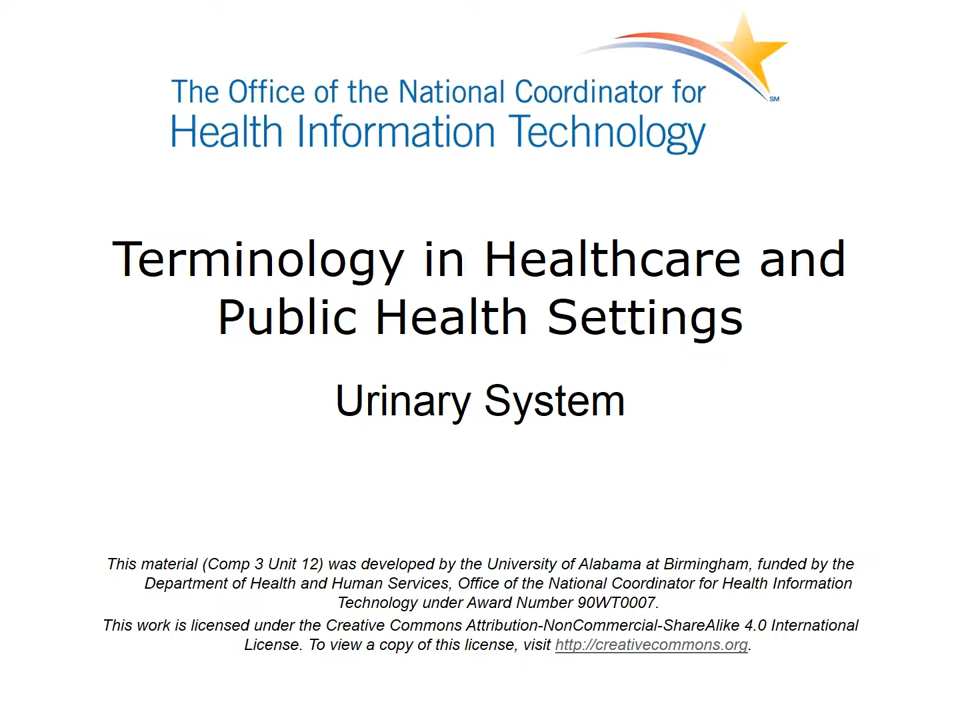 The Office of the National Coordinator for
Health Information Technology
SM
Terminology in Healthcare and
Public Health Settings
Urinary System
This material (Comp 3 Unit 12) was developed by the University of Alabama at Birmingham, funded by the
Department of Health and Human Services, Office of the National Coordinator for Health Information
Technology under Award Number 90WT0007.
This work is licensed under the Creative Commons Attribution-NonCommercial-ShareAlike 4.0 International
License. To view a copy of this license, visit http://creativecommons.org.